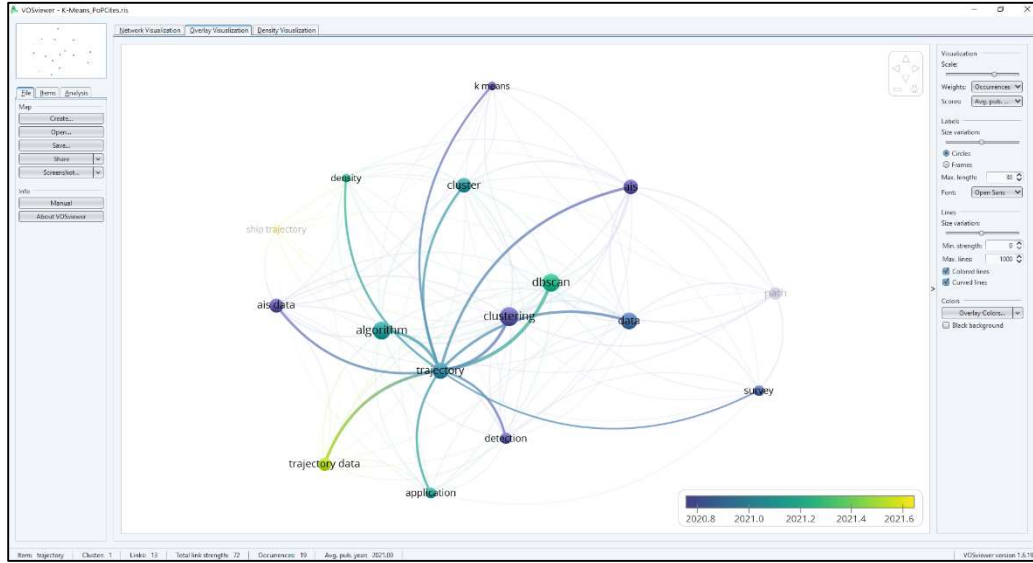 VOSviewer - K-Means_PoPCites.ris
Network Visualization Overlay Visualization Density Visualization
File Items Analysis
Map
Create...
Open...
Save...
Share
Screenshot...
Info
Manual
About VOSviewer
k means
density
cluster
ais
ship trajectory
dbscan
path
ais data
clustering
algorithm
data
trajectory
survey
detection
trajectory data
application
2020.8 2021.0 2021.2 2021.4 2021.6
Visualization
Scale:
Weights: Occurrences
Scores: Avg. pub. ...
Labels
Size variation:
Circles
Frames
Max. length: 30
Font: Open Sans
Lines
Size variation:
Min. strength: 0
Max. lines: 1000
Colored lines
Curved lines
Colors
Overlay Colors...
Black background
Item: trajectory Cluster: 1 Links: 13 Total link strength: 72 Occurrences: 19 Avg. pub. year: 2021.00
VOSviewer version 1.6.19